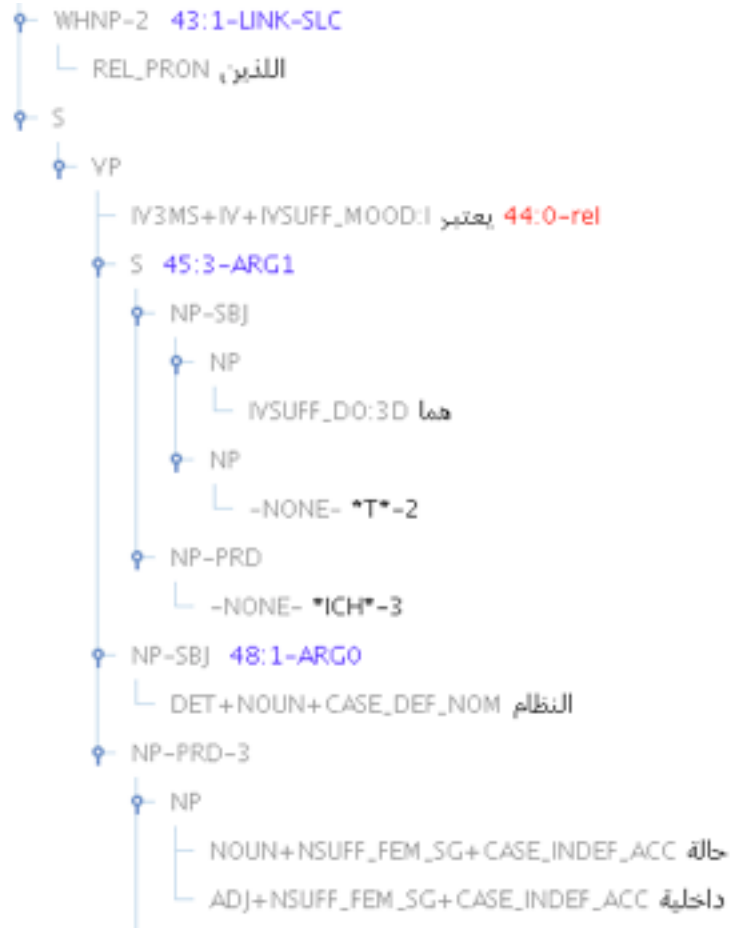 WHNP-2 43:1-LINK-SLC
REL_PRON اللذين
S
VP
IV3MS+IV+IVSUFF_MOOD:I يعتبر 44:0-rel
S 45:3-ARG1
NP-SBJ
NP
IVSUFF_DO:3D هما
NP
-NONE- *T*-2
NP-PRD
-NONE- *ICH*-3
NP-SBJ 48:1-ARG0
DET+NOUN+CASE_DEF_NOM النظام
NP-PRD-3
NP
NOUN+NSUFF_FEM_SG+CASE_INDEF_ACC حالة
ADJ+NSUFF_FEM_SG+CASE_INDEF_ACC داخلية